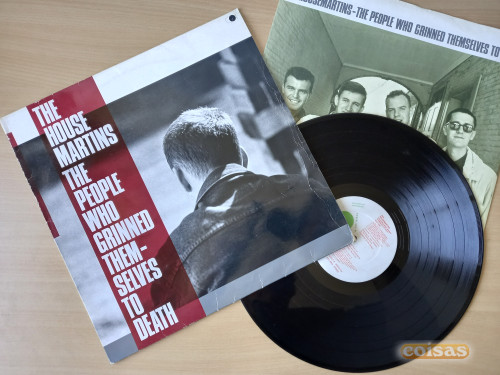 THE
HOUSE
MARTINS
THE
PEOPLE
WHO
GRINNED
THEM-
SELVES
TO
DEATH
HOUSEMARTINS–THE PEOPLE WHO GRINNED THEMSELVES TO
coisas